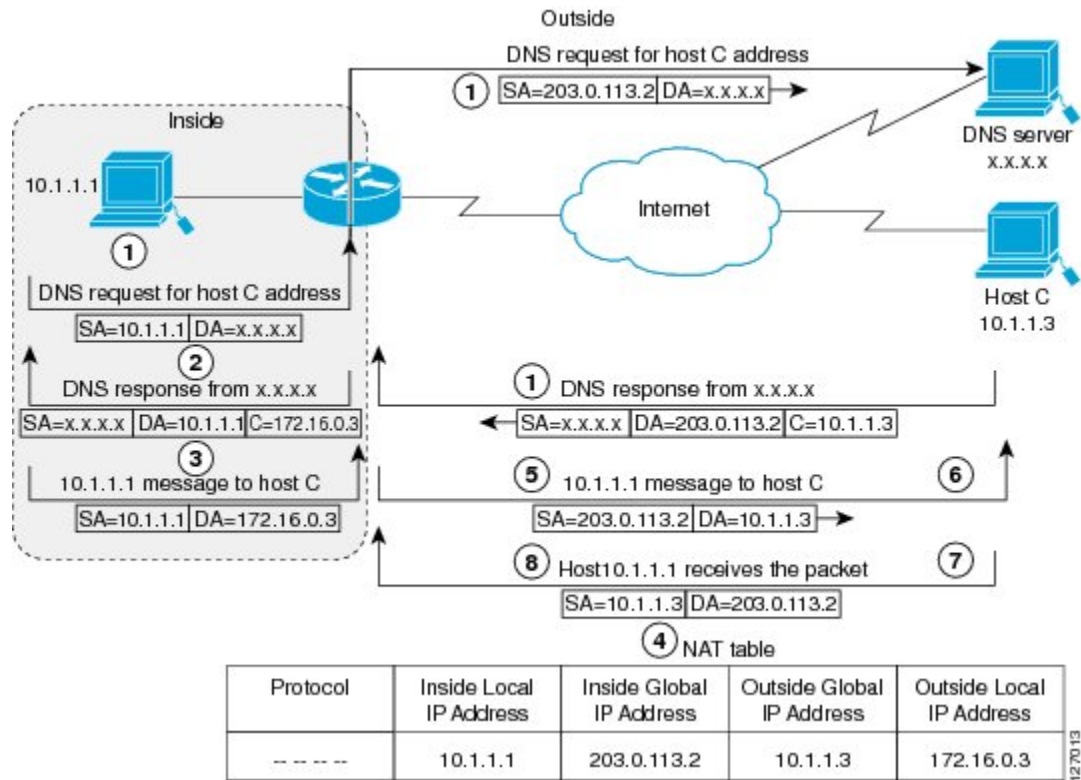 Outside
DNS request for host C address
1 SA=203.0.113.2 DA=x.x.x.x
Inside
DNS server
x.x.x.x
10.1.1.1
Internet
1
DNS request for host C address
SA=10.1.1.1 DA=x.x.x.x
Host C
10.1.1.3
2
DNS response from x.x.x.x
SA=x.x.x.x DA=10.1.1.1 C=172.16.0.3
1 DNS response from x.x.x.x
SA=x.x.x.x DA=203.0.113.2 C=10.1.1.3
3
10.1.1.1 message to host C
SA=10.1.1.1 DA=172.16.0.3
5 10.1.1.1 message to host C 6
SA=203.0.113.2 DA=10.1.1.3
8 Host10.1.1.1 receives the packet 7
SA=10.1.1.3 DA=203.0.113.2
4 NAT table
Protocol Inside Local IP Address Inside Global IP Address Outside Global IP Address Outside Local IP Address
-- -- -- -- 10.1.1.1 203.0.113.2 10.1.1.3 172.16.0.3
127013